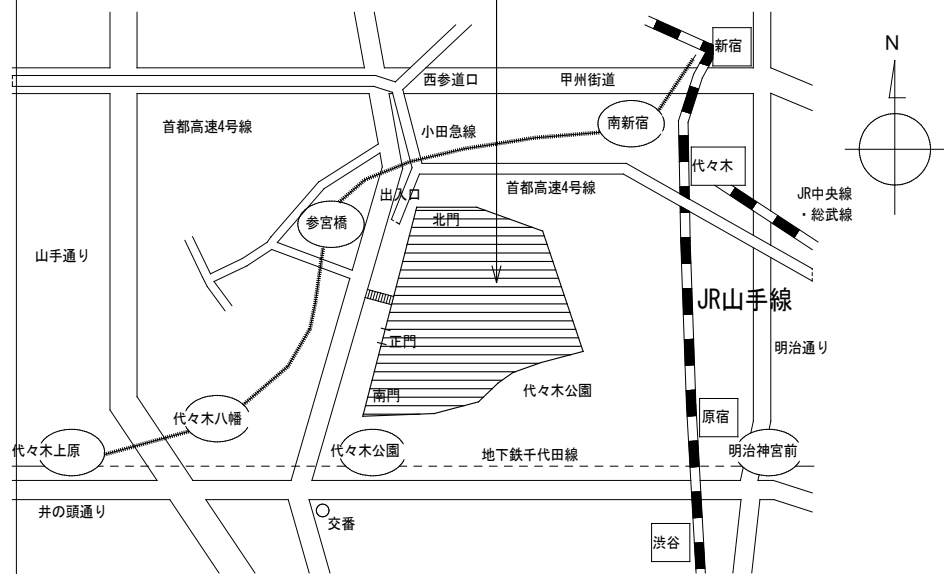 新宿
N
西参道口
甲州街道
首都高速4号線
小田急線
南新宿
代々木
出入口
首都高速4号線
JR中央線
・総武線
北門
参宮橋
山手通り
JR山手線
正門
明治通り
南門
代々木公園
代々木八幡
原宿
代々木上原
代々木公園
地下鉄千代田線
明治神宮前
井の頭通り
交番
渋谷